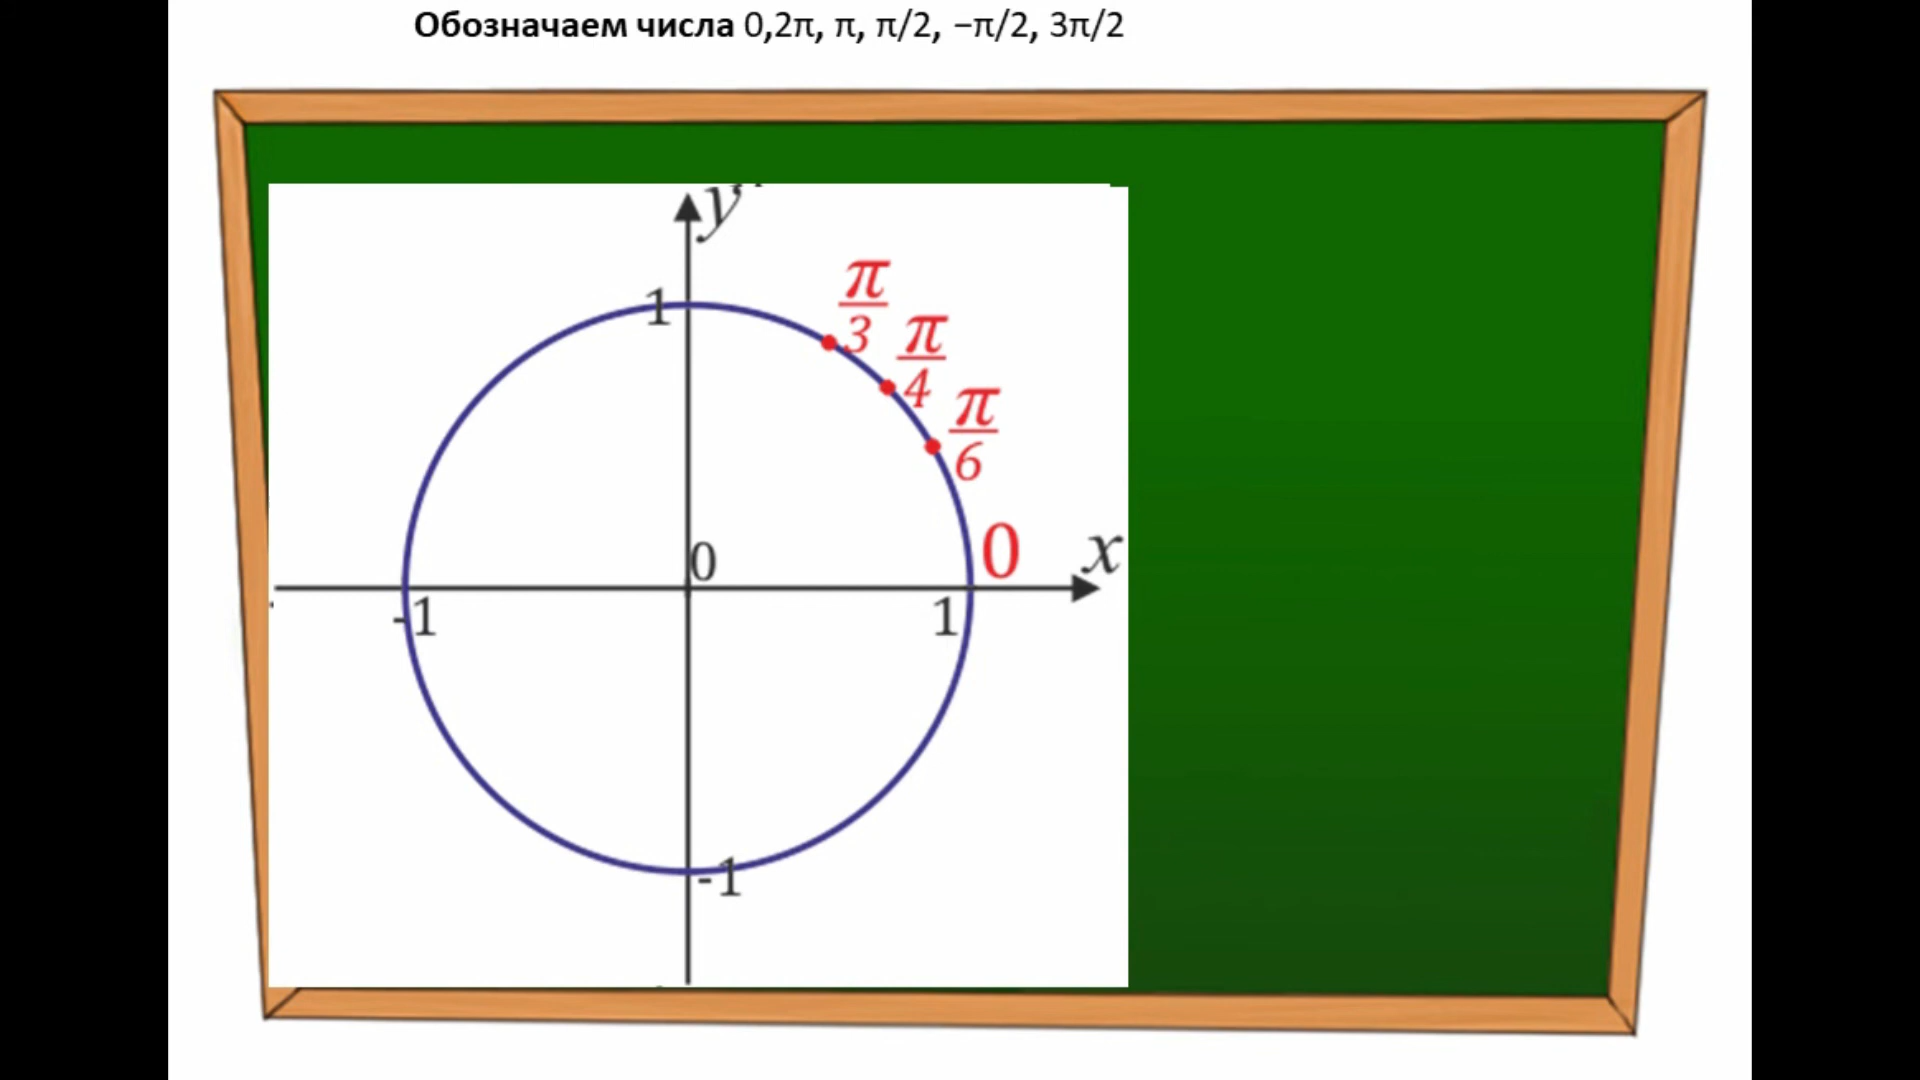 Обозначаем числа 0,2π, π, π/2, −π/2, 3π/2
y
1
π
3
π
4
π
6
0
0
x
-1
1
-1